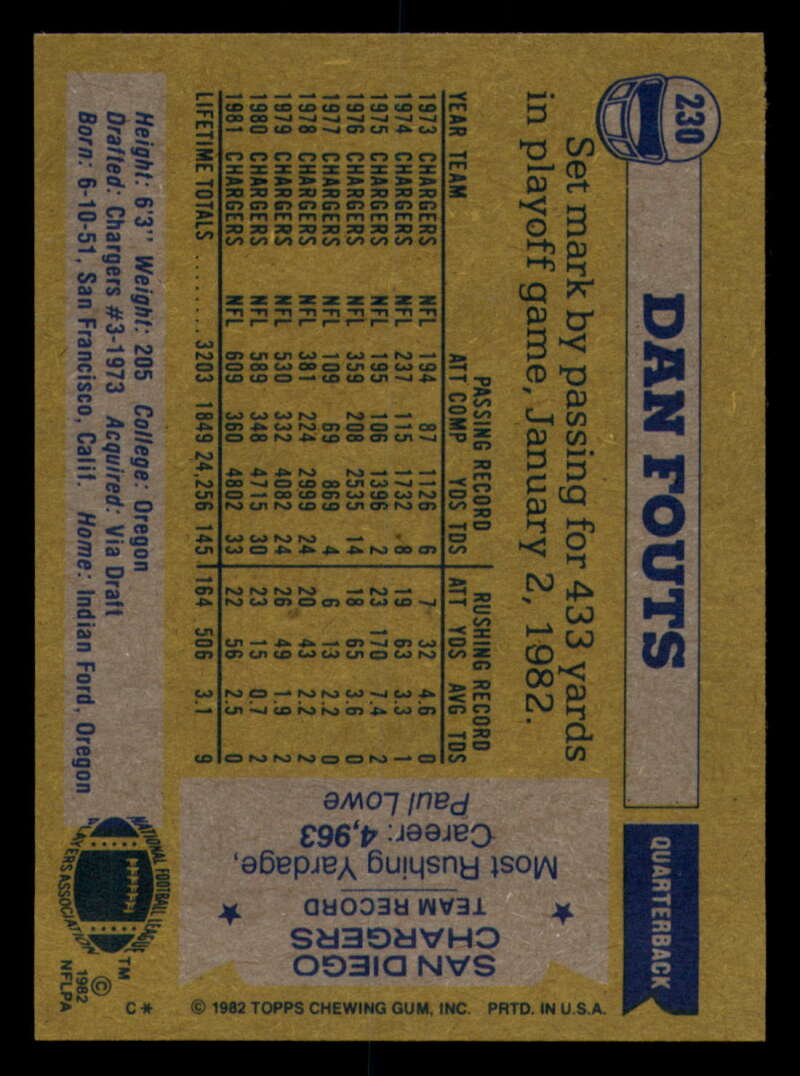 230
DAN FOUTS
QUARTERBACK
Set mark by passing for 433 yards
in playoff game, January 2, 1982.
PASSING RECORD RUSHING RECORD
YEAR TEAM ATT COMP YDS TDS ATT YDS AVG TDS
1973 CHARGERS NFL 194 87 1126 6 7 32 4.6 0
1974 CHARGERS NFL 237 115 1732 8 19 63 3.3 1
1975 CHARGERS NFL 195 106 1396 2 23 170 7.4 2
1976 CHARGERS NFL 359 208 2535 14 18 65 3.6 0
1977 CHARGERS NFL 109 69 869 4 6 13 2.2 0
1978 CHARGERS NFL 381 224 2999 24 20 43 2.2 2
1979 CHARGERS NFL 530 332 4082 24 26 49 1.9 2
1980 CHARGERS NFL 589 348 4715 30 23 15 0.7 2
1981 CHARGERS NFL 609 360 4802 33 22 56 2.5 0
LIFETIME TOTALS ........ 3203 1849 24,256 145 164 506 3.1 9
Height: 6'3" Weight: 205 College: Oregon
Drafted: Chargers #3-1973 Acquired: Via Draft
Born: 6-10-51, San Francisco, Calif. Home: Indian Ford, Oregon
SAN DIEGO
CHARGERS
TEAM RECORD
Most Rushing Yardage,
Career: 4,963
Paul Lowe
NATIONAL FOOTBALL LEAGUE
PLAYERS ASSOCIATION
TM
© 1982
NFLPA
C*
© 1982 TOPPS CHEWING GUM, INC. PRTD. IN U.S.A.